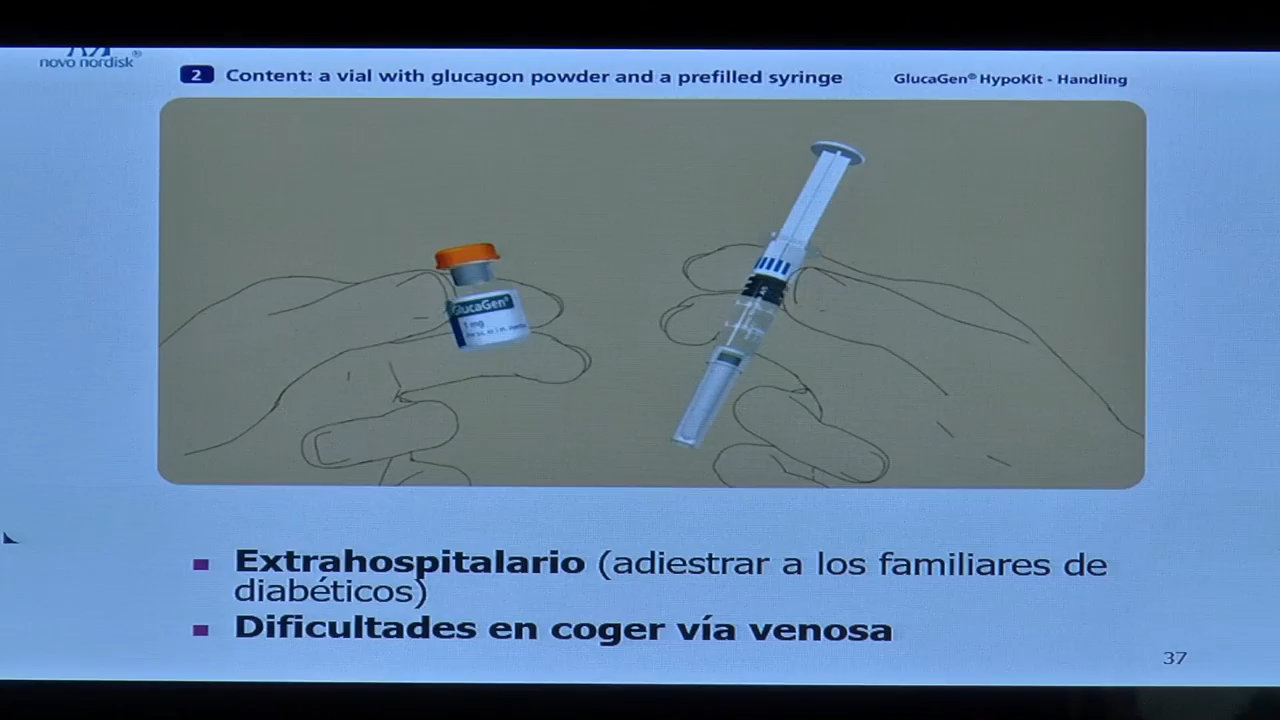 novo nordisk®
2 Content: a vial with glucagon powder and a prefilled syringe
GlucaGen® HypoKit - Handling
GlucaGen®
1 mg
Extrahospitalario (adiestrar a los familiares de
diabéticos)
Dificultades en coger vía venosa
37